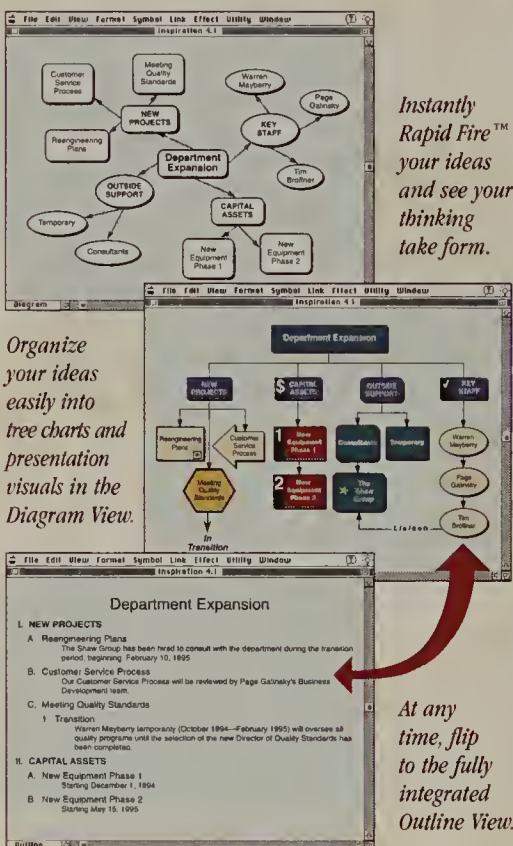 File Edit View Format Symbol Link Effect Utility Window
Inspiration 4.1
Customer
Service
Process
Meeting
Quality
Standards
Reengineering
Plans
NEW
PROJECTS
Department
Expansion
Warren
Mayberry
Page
Galinsky
KEY
STAFF
Tim
Broffner
OUTSIDE
SUPPORT
Temporary
Consultants
CAPITAL
ASSETS
New
Equipment
Phase 1
New
Equipment
Phase 2
Diagram
Instantly
Rapid Fire™
your ideas
and see your
thinking
take form.
Organize
your ideas
easily into
tree charts and
presentation
visuals in the
Diagram View.
File Edit View Format Symbol Link Effect Utility Window
Inspiration 4.1
Department Expansion
NEW
PROJECTS
$ CAPITAL
ASSETS
OUTSIDE
SUPPORT
✓ KEY
STAFF
Reengineering
Plans
Customer
Service
Process
Meeting
Quality
Standards
In
Transition
1 New
Equipment
Phase 1
2 New
Equipment
Phase 2
Consultants
Temporary
The
Shaw
Group
Warren
Mayberry
Page
Galinsky
Tim
Broffner
Liaison
File Edit View Format Symbol Link Effect Utility Window
Inspiration 4.1
Department Expansion
I. NEW PROJECTS
A. Reengineering Plans
The Shaw Group has been hired to consult with the department during the transition
period, beginning February 10, 1995
B. Customer Service Process
Our Customer Service Process will be reviewed by Page Galinsky's Business
Development team.
C. Meeting Quality Standards
1 Transition
Warren Mayberry temporarily (October 1994—February 1995) will oversee all
quality programs until the selection of the new Director of Quality Standards has
been completed.
II. CAPITAL ASSETS
A. New Equipment Phase 1
Starting December 1, 1994
B New Equipment Phase 2
Starting May 15, 1995
Outline
At any
time, flip
to the fully
integrated
Outline View.